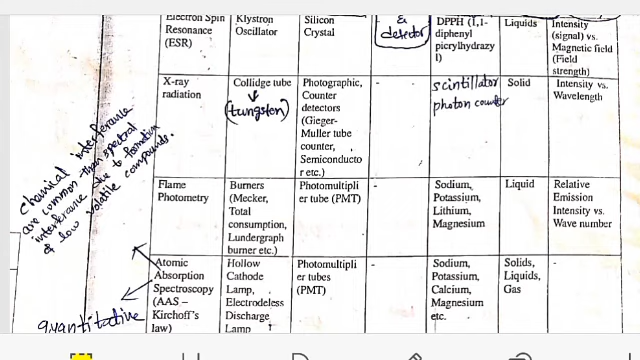 Electron Spin
Resonance
(ESR)
Klystron
Oscillator
Silicon
Crystal
&
detector
DPPH (1,1-
diphenyl
picrylhydrazy
l)
Liquids
Intensity
(signal) vs.
Magnetic field
(Field
strength)
X-ray
radiation
Collidge tube
(tungsten)
Photographic,
Counter
detectors
(Gieger-
Muller tube
counter,
Semiconducto
r etc.)
-
scintillator
photon counter
Solid
Intensity vs.
Wavelength
Chemical interference
are common than spectral
interference due to formation
of low volatile compounds.
Flame
Photometry
Burners
(Mecker,
Total
consumption,
Lundergraph
burner etc.)
Photomultipli
er tube (PMT)
-
Sodium,
Potassium,
Lithium,
Magnesium
Liquid
Relative
Emission
Intensity vs.
Wave number
Atomic
Absorption
Spectroscopy
(AAS –
Kirchoff's
law)
Hollow
Cathode
Lamp,
Electrodeless
Discharge
Lamp
Photomultipli
er tubes
(PMT)
-
Sodium,
Potassium,
Calcium,
Magnesium
etc.
Solids,
Liquids,
Gas
quantitative